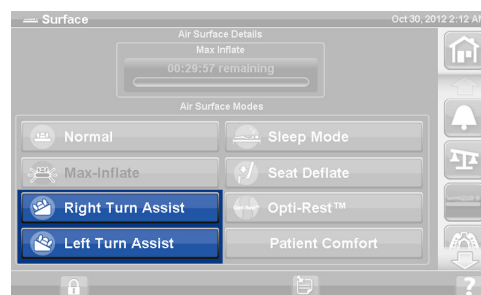 Surface
Oct 30, 2012 2:12 A
Air Surface Details
Max Inflate
00:29:57 remaining
Air Surface Modes
Normal
Sleep Mode
Max-Inflate
Seat Deflate
Right Turn Assist
Opti-Rest™
Left Turn Assist
Patient Comfort
?